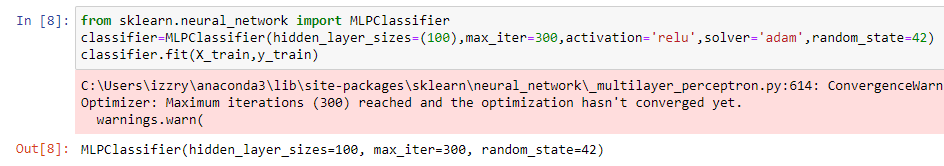 In [8]: from sklearn.neural_network import MLPClassifier
classifier=MLPClassifier(hidden_layer_sizes=(100),max_iter=300,activation='relu',solver='adam',random_state=42)
classifier.fit(X_train,y_train)
C:\Users\izzry\anaconda3\lib\site-packages\sklearn\neural_network\_multilayer_perceptron.py:614: ConvergenceWarn
Optimizer: Maximum iterations (300) reached and the optimization hasn't converged yet.
warnings.warn(
Out[8]: MLPClassifier(hidden_layer_sizes=100, max_iter=300, random_state=42)